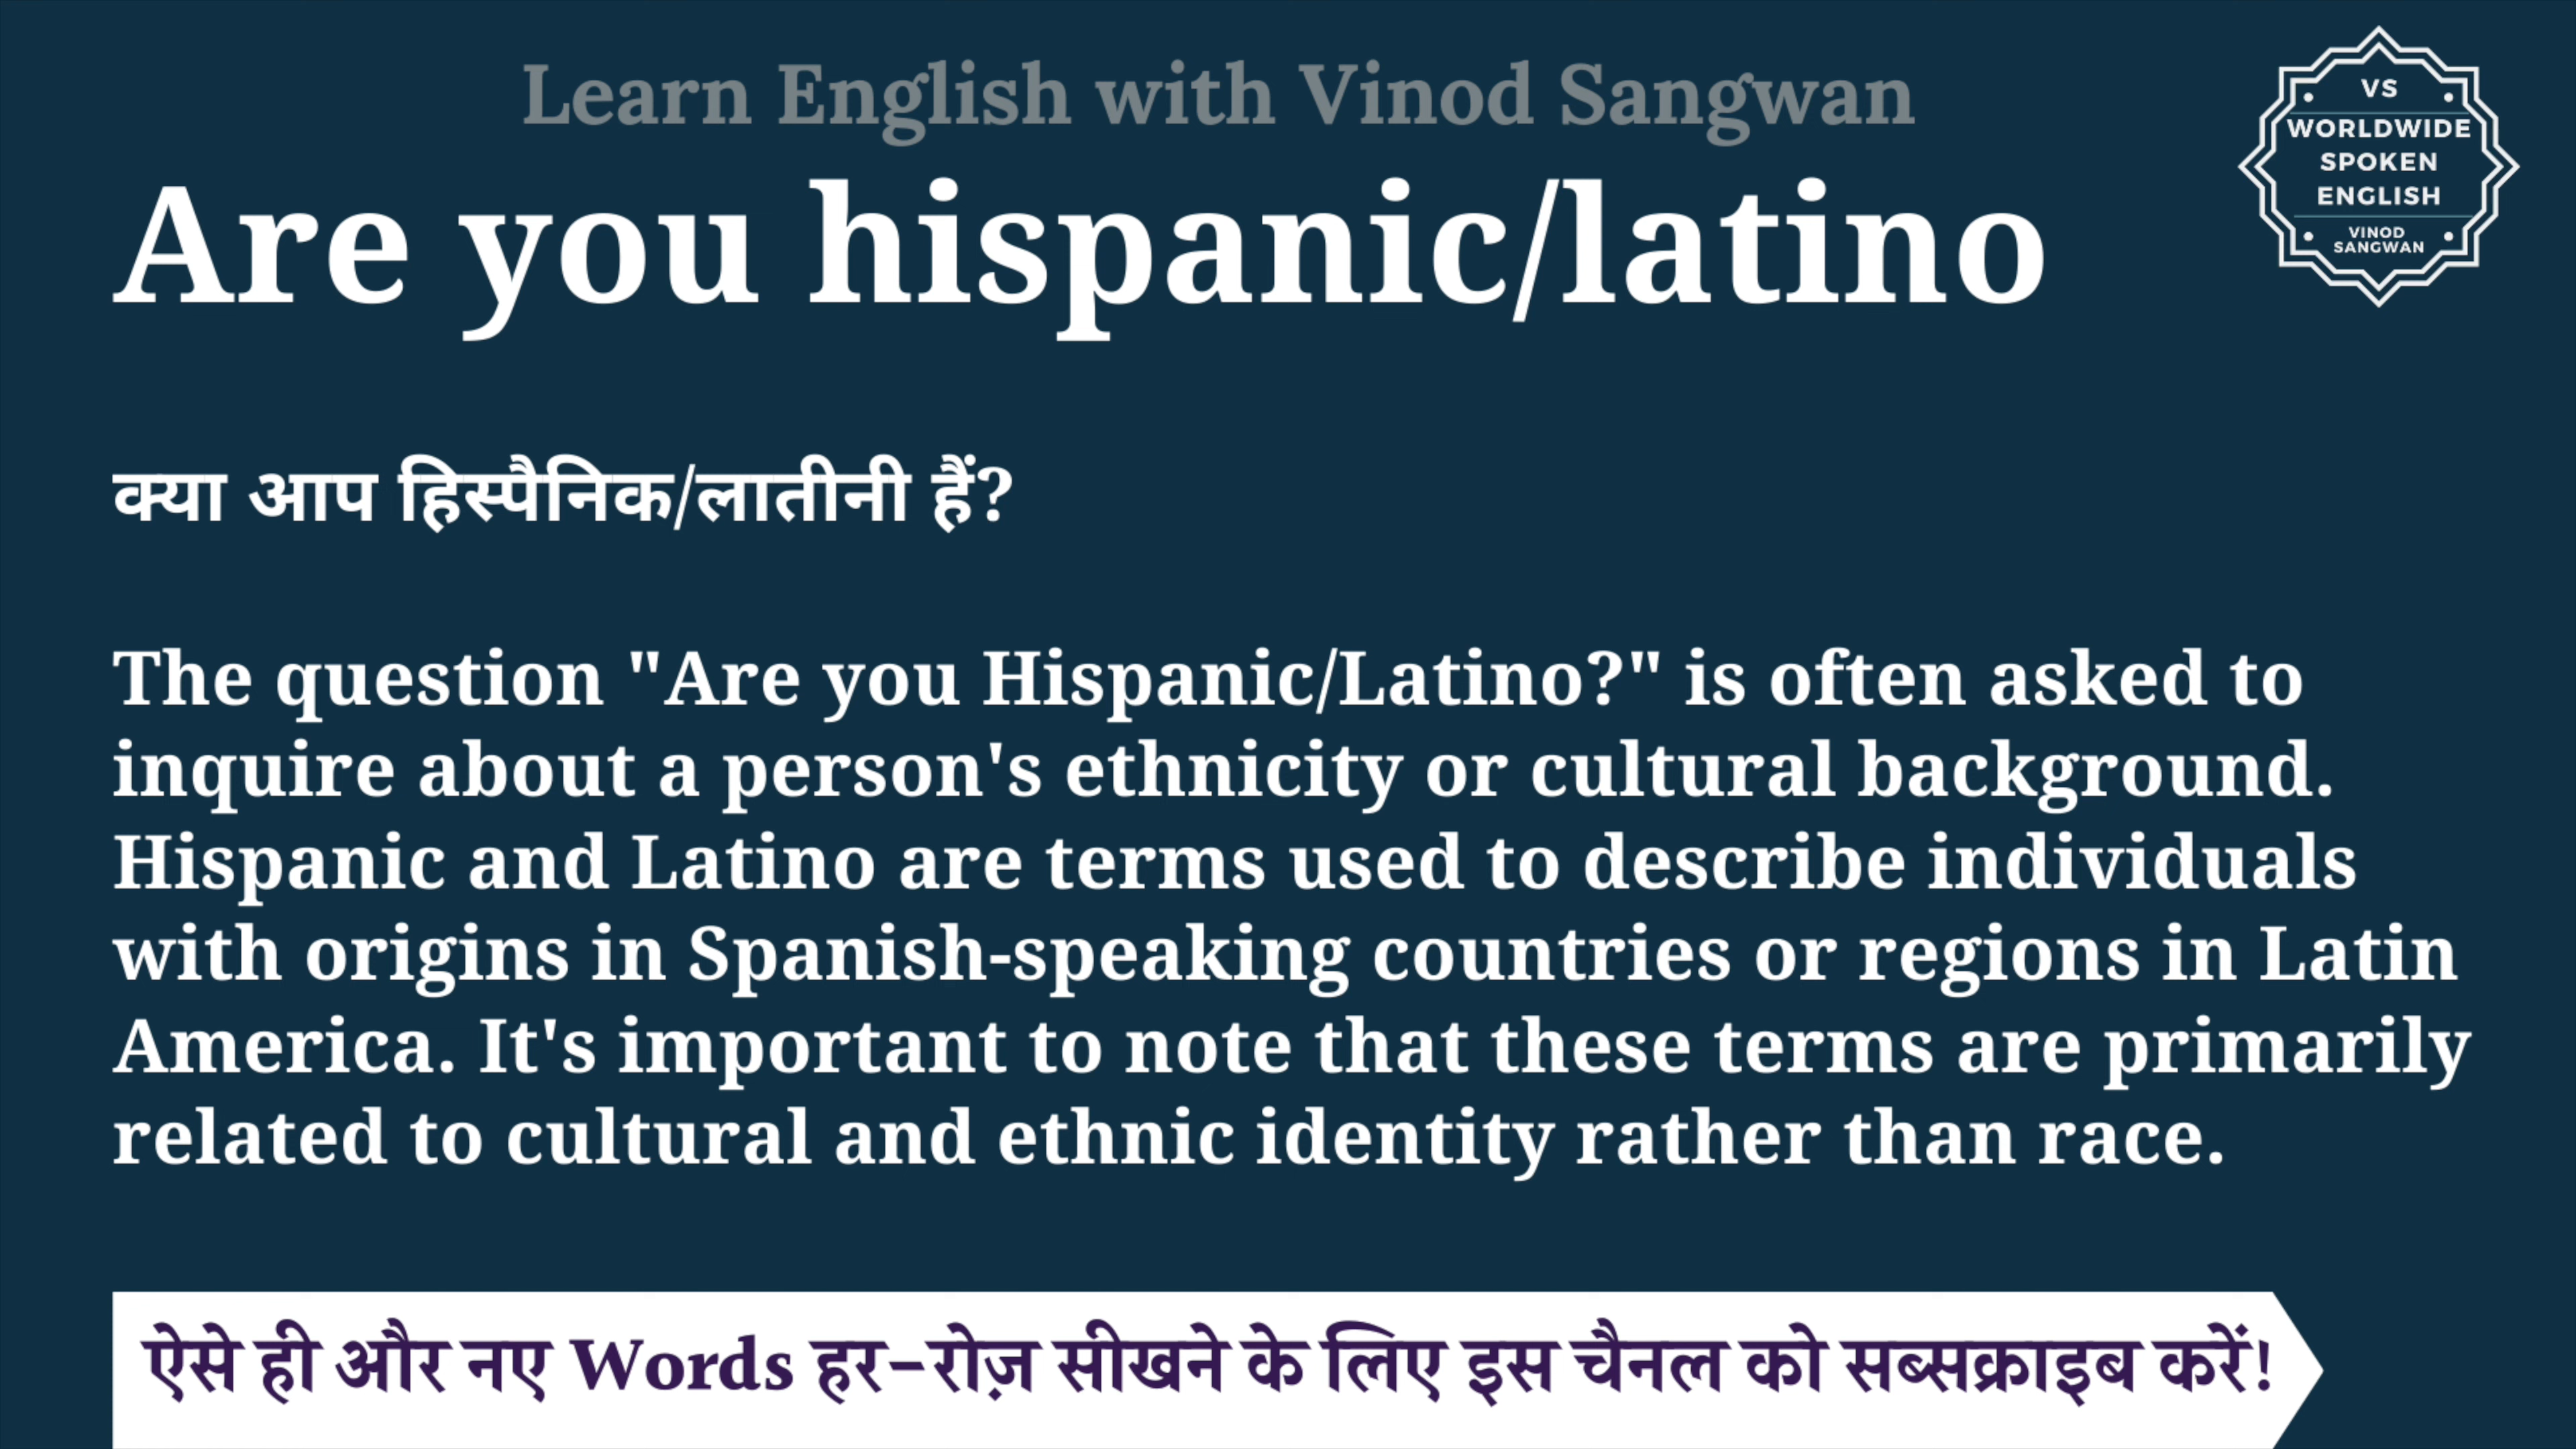 Learn English with Vinod Sangwan
Are you hispanic/latino
VS
WORLDWIDE
SPOKEN
ENGLISH
VINOD
SANGWAN
क्या आप हिस्पैनिक/लातीनी हैं?
The question "Are you Hispanic/Latino?" is often asked to
inquire about a person's ethnicity or cultural background.
Hispanic and Latino are terms used to describe individuals
with origins in Spanish-speaking countries or regions in Latin
America. It's important to note that these terms are primarily
related to cultural and ethnic identity rather than race.
ऐसे ही और नए Words हर-रोज़ सीखने के लिए इस चैनल को सब्सक्राइब करें!